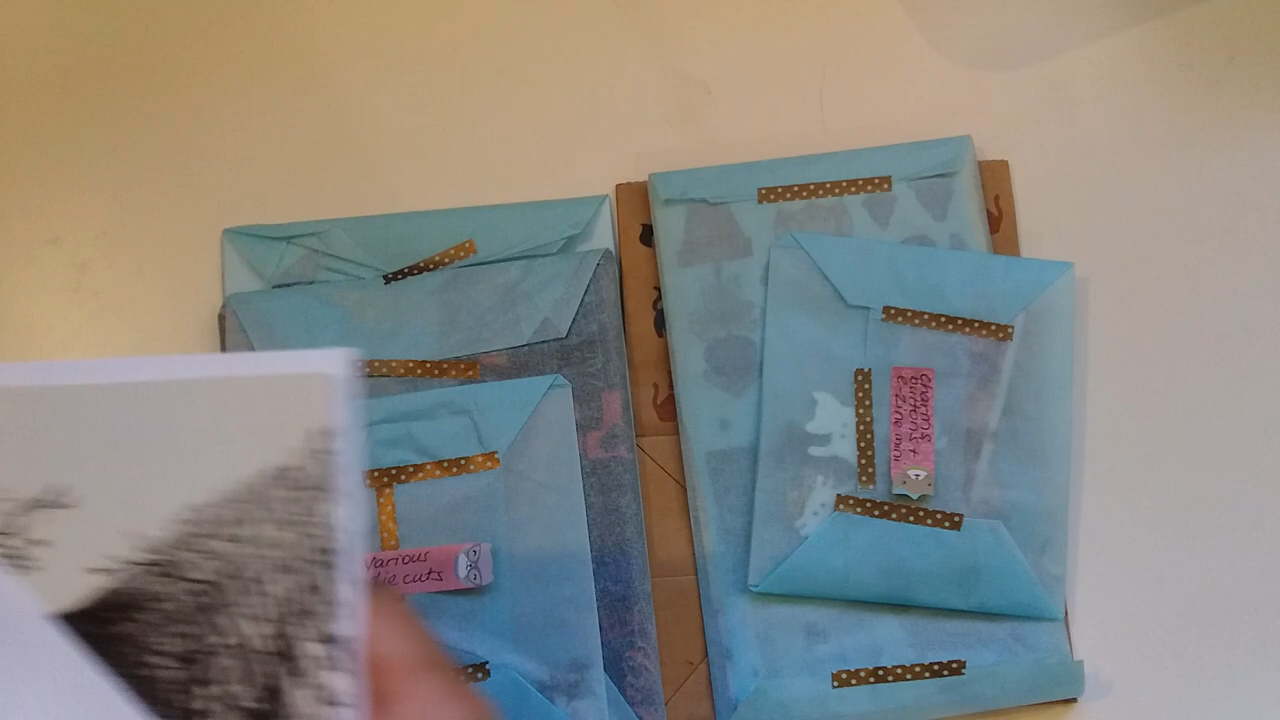 various
die cuts
charms
buttons +
e-zine mini